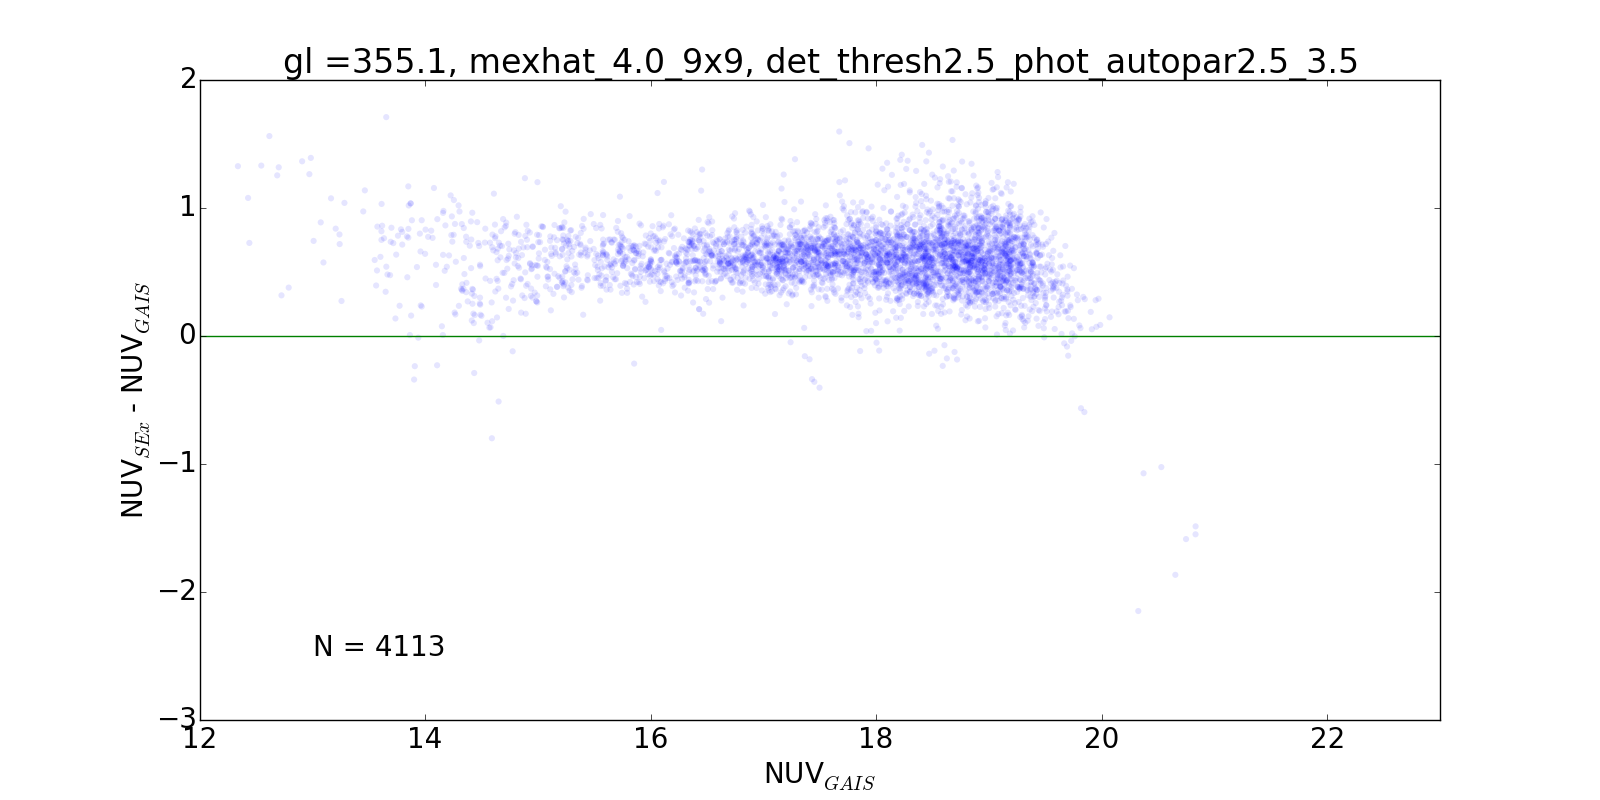 gl =355.1, mexhat_4.0_9x9, det_thresh2.5_phot_autopar2.5_3.5
2
1
0
−1
−2
−3
NUV_SEx - NUV_GAIS
N = 4113
12 14 16 18 20 22
NUV_GAIS